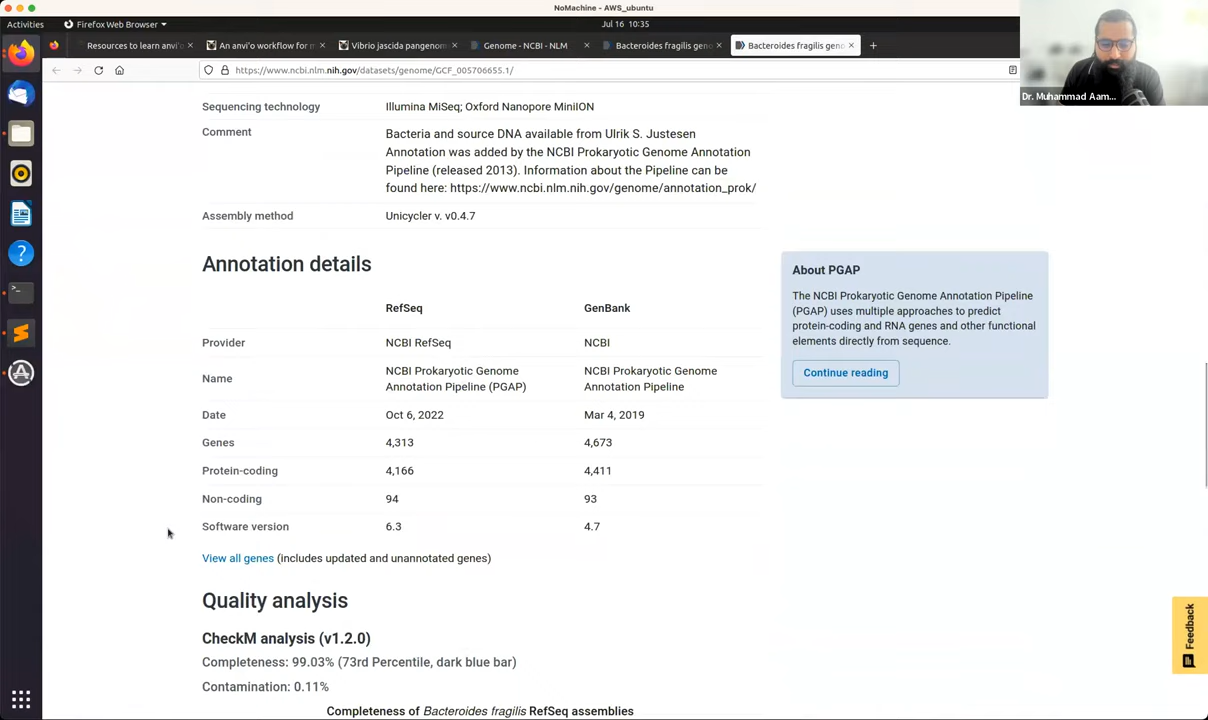 NoMachine - AWS_ubuntu
Activities
Firefox Web Browser
Jul 16 10:35
Resources to learn anvi'o
An anvi'o workflow for m
Vibrio jascida pangenom
Genome - NCBI - NLM
Bacteroides fragilis geno
Bacteroides fragilis geno
https://www.ncbi.nlm.nih.gov/datasets/genome/GCF_005706655.1/
Dr. Muhammad Aam...
Sequencing technology Illumina MiSeq; Oxford Nanopore MiniION
Comment Bacteria and source DNA available from Ulrik S. Justesen
Annotation was added by the NCBI Prokaryotic Genome Annotation
Pipeline (released 2013). Information about the Pipeline can be
found here: https://www.ncbi.nlm.nih.gov/genome/annotation_prok/
Assembly method Unicycler v. v0.4.7
Annotation details
RefSeq GenBank
Provider NCBI RefSeq NCBI
Name NCBI Prokaryotic Genome Annotation Pipeline (PGAP) NCBI Prokaryotic Genome Annotation Pipeline
Date Oct 6, 2022 Mar 4, 2019
Genes 4,313 4,673
Protein-coding 4,166 4,411
Non-coding 94 93
Software version 6.3 4.7
View all genes (includes updated and unannotated genes)
About PGAP
The NCBI Prokaryotic Genome Annotation Pipeline
(PGAP) uses multiple approaches to predict
protein-coding and RNA genes and other functional
elements directly from sequence.
Continue reading
Quality analysis
CheckM analysis (v1.2.0)
Completeness: 99.03% (73rd Percentile, dark blue bar)
Contamination: 0.11%
Completeness of Bacteroides fragilis RefSeq assemblies
Feedback